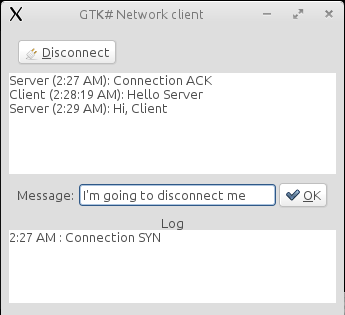 GTK# Network client
Disconnect
Server (2:27 AM): Connection ACK
Client (2:28:19 AM): Hello Server
Server (2:29 AM): Hi, Client
Message: I'm going to disconnect me OK
Log
2:27 AM : Connection SYN